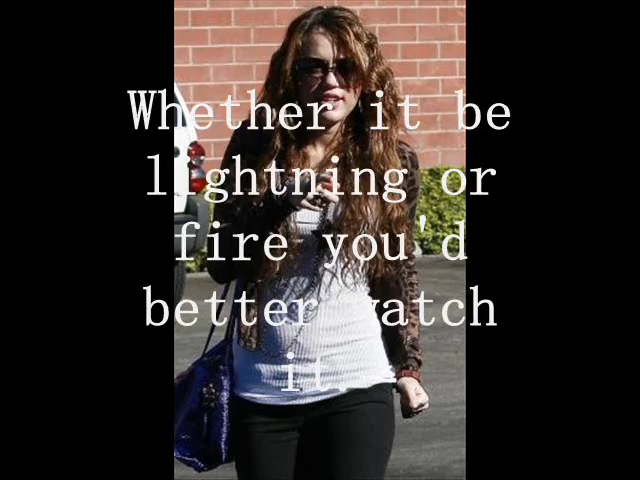 Whether it be
lightning or
fire you'd
better watch
it.